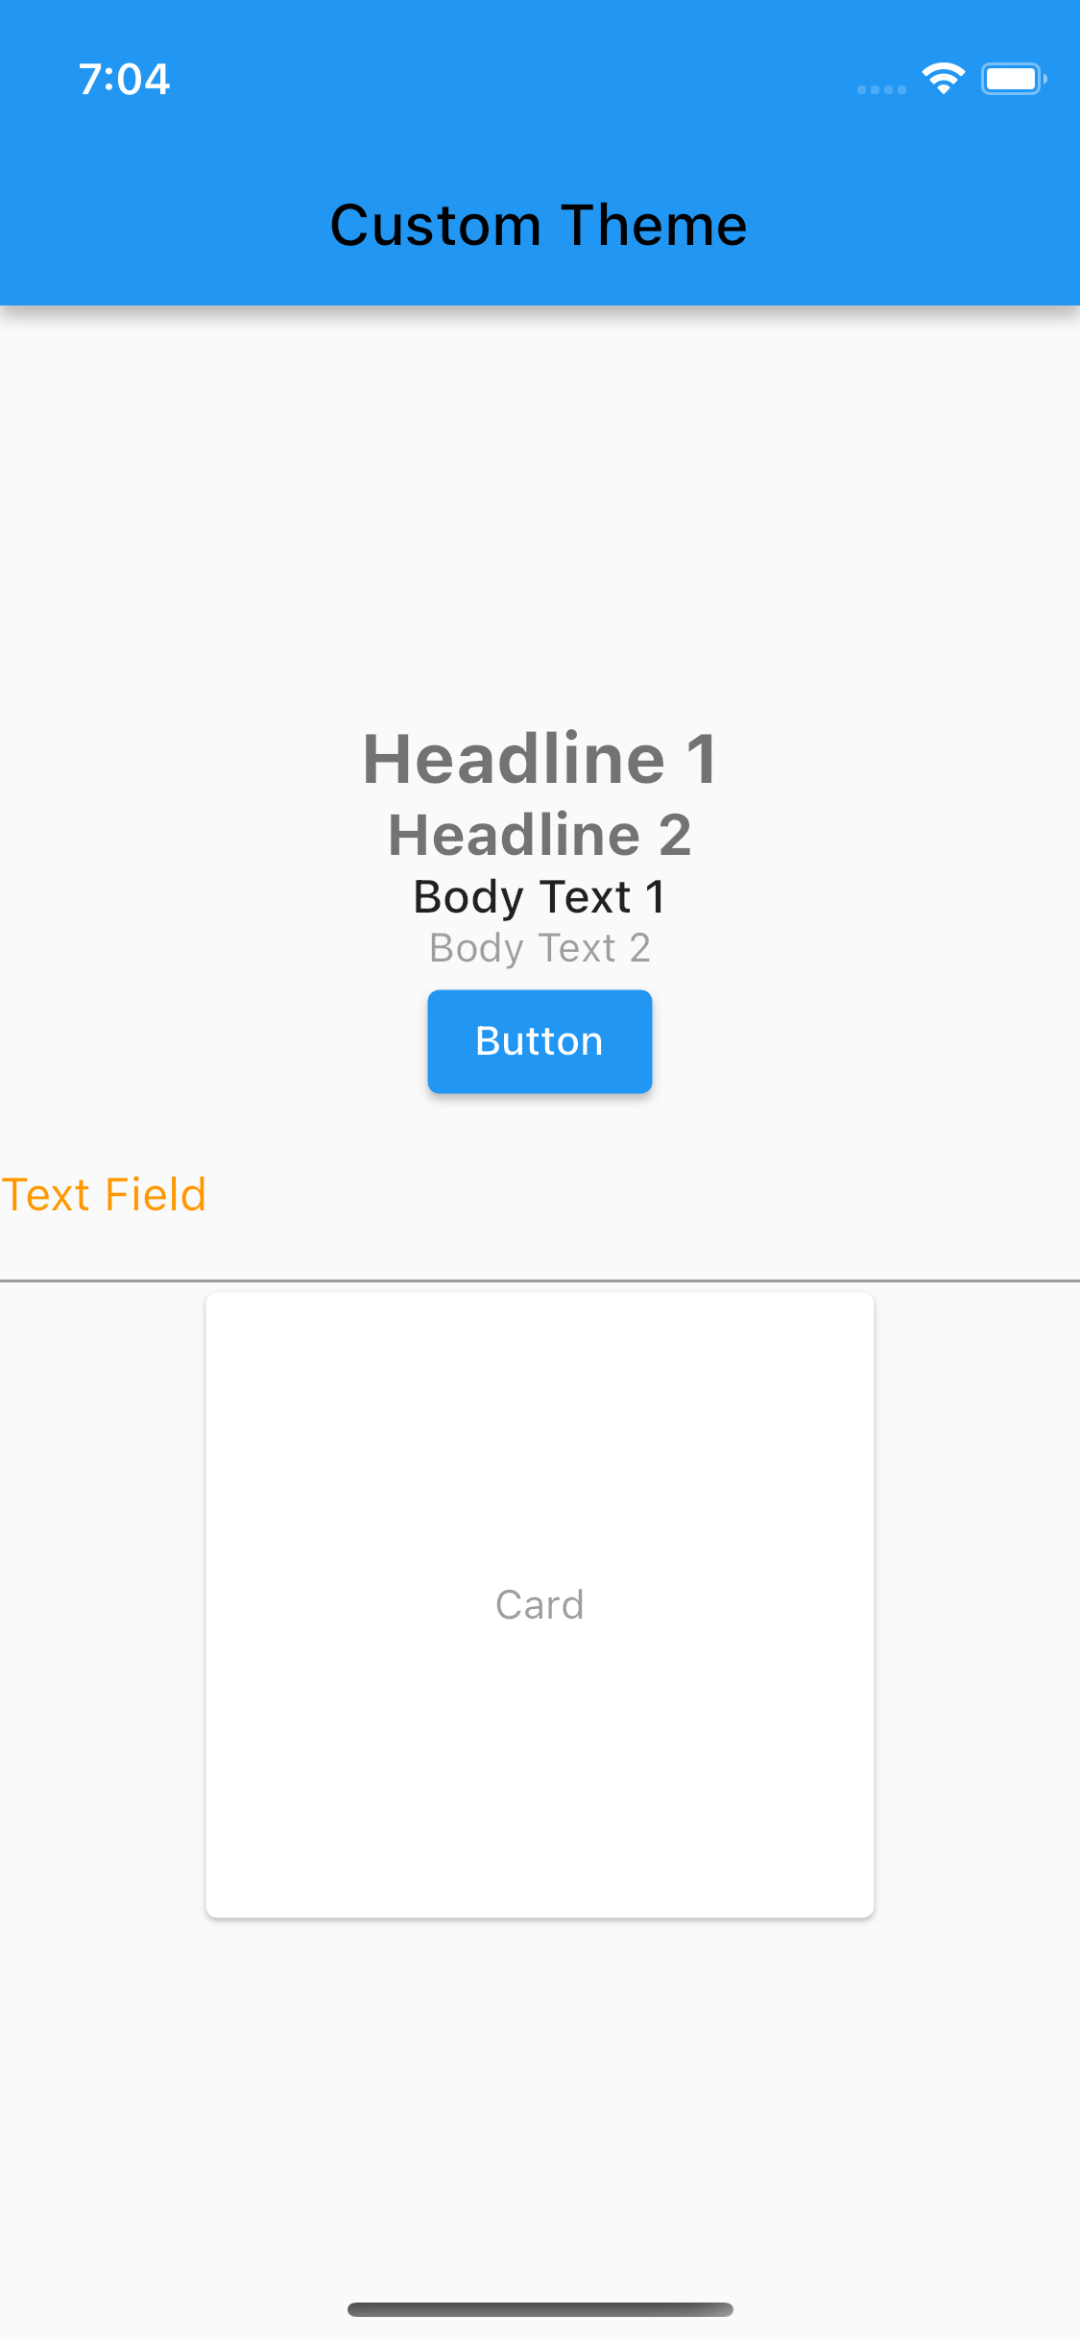 7:04
Custom Theme
Headline 1
Headline 2
Body Text 1
Body Text 2
Button
Text Field
Card